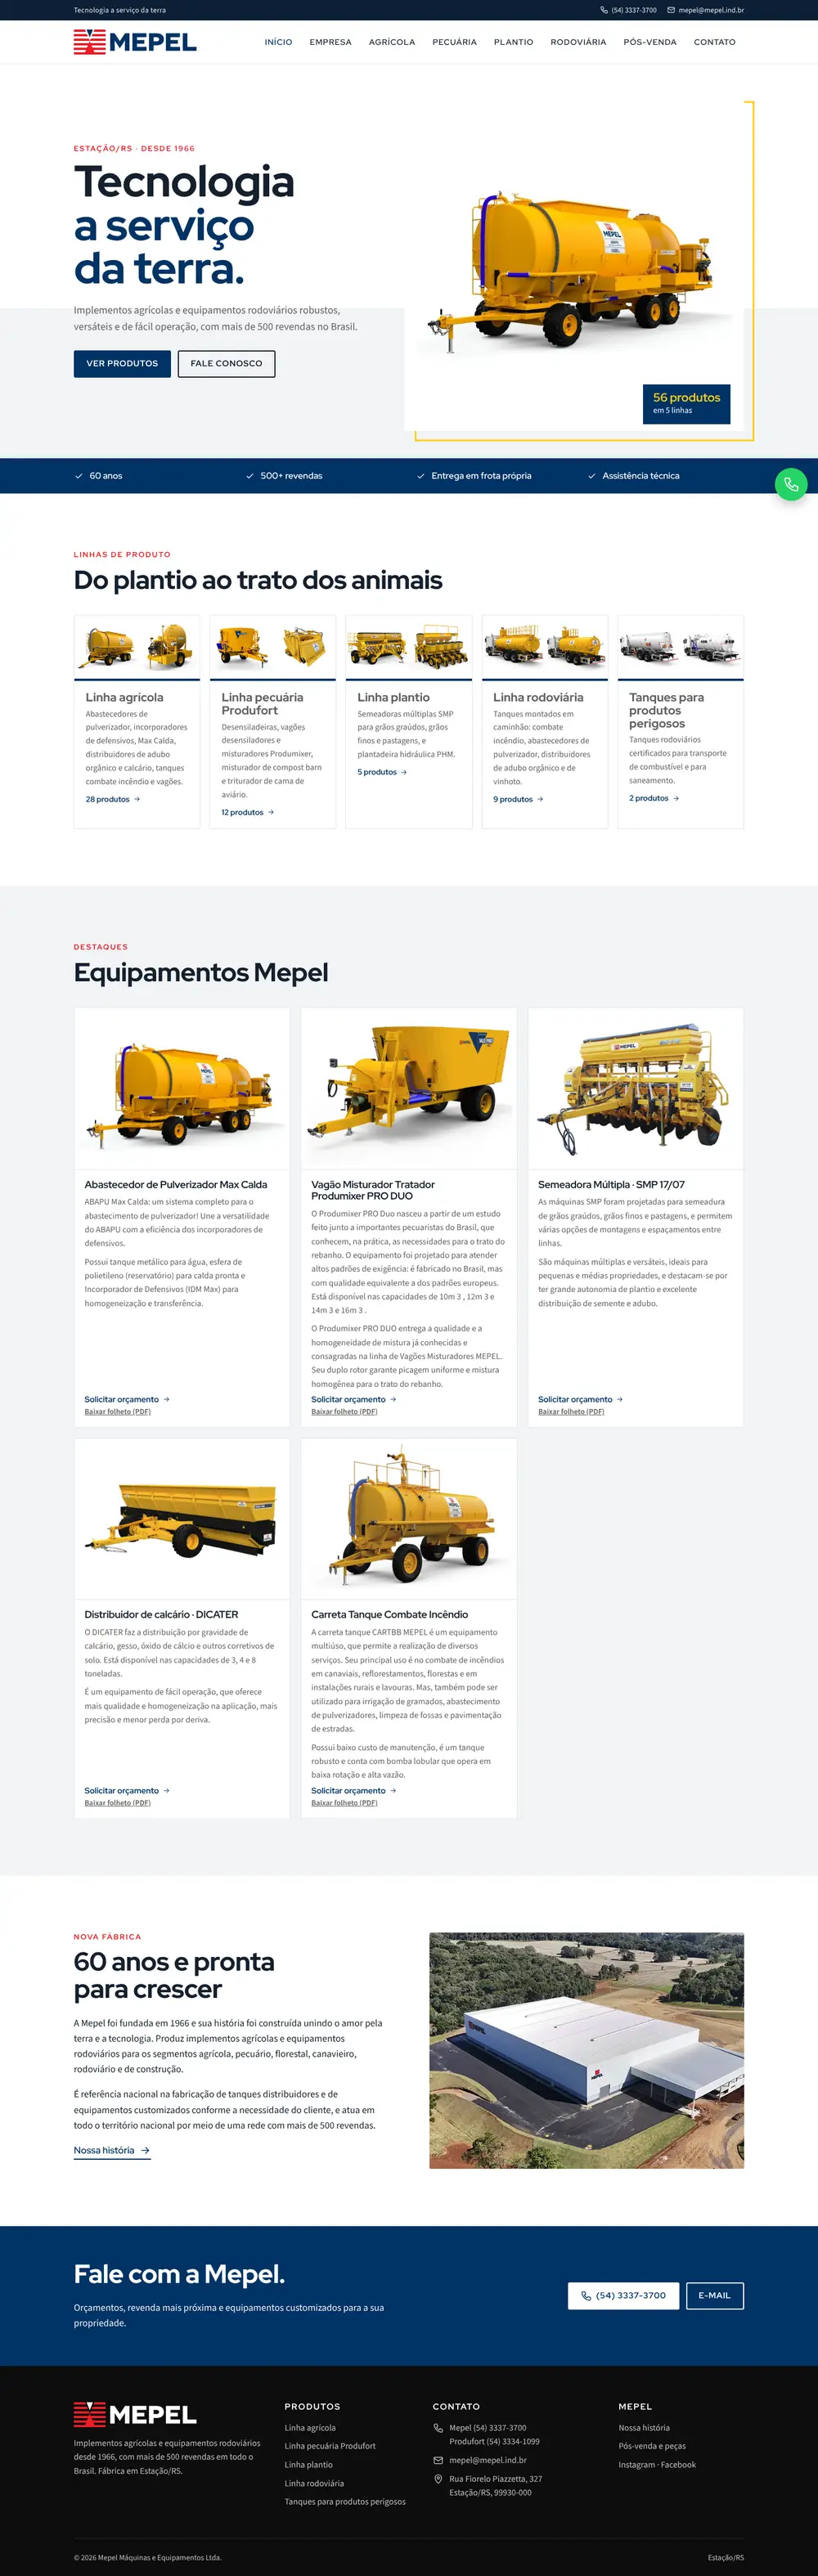 Tecnologia a serviço da terra
(54) 3337-3700
mepel@mepel.ind.br
MEPEL
INÍCIO
EMPRESA
AGRÍCOLA
PECUÁRIA
PLANTIO
RODOVIÁRIA
PÓS-VENDA
CONTATO
ESTAÇÃO/RS · DESDE 1966
Tecnologia
a serviço
da terra.
Implementos agrícolas e equipamentos rodoviários robustos,
versáteis e de fácil operação, com mais de 500 revendas no Brasil.
VER PRODUTOS
FALE CONOSCO
MEPEL
56 produtos
em 5 linhas
60 anos
500+ revendas
Entrega em frota própria
Assistência técnica
LINHAS DE PRODUTO
Do plantio ao trato dos animais
Linha agrícola
Abastecedores de
pulverizador, incorporadores
de defensivos, Max Calda,
distribuidores de adubo
orgânico e calcário, tanques
combate incêndio e vagões.
28 produtos
Linha pecuária
Produfort
Desensiladeiras, vagões
desensiladores e
misturadores Produmixer,
misturador de compost barn
e triturador de cama de
aviário.
12 produtos
Linha plantio
Semeadoras múltiplas SMP
para grãos graúdos, grãos
finos e pastagens, e
plantadeira hidráulica PHM.
5 produtos
Linha rodoviária
Tanques montados em
caminhão: combate
incêndio, abastecedores de
pulverizador, distribuidores
de adubo orgânico e de
vinhoto.
9 produtos
Tanques para
produtos
perigosos
Tanques rodoviários
certificados para transporte
de combustível e para
saneamento.
2 produtos
DESTAQUES
Equipamentos Mepel
Abastecedor de Pulverizador Max Calda
ABAPU Max Calda: um sistema completo para o
abastecimento de pulverizador! Une a versatilidade
do ABAPU com a eficiência dos incorporadores de
defensivos.
Possui tanque metálico para água, esfera de
polietileno (reservatório) para calda pronta e
Incorporador de Defensivos (IDM Max) para
homogeneização e transferência.
Solicitar orçamento
Baixar folheto (PDF)
Vagão Misturador Tratador
Produmixer PRO DUO
O Produmixer PRO Duo nasceu a partir de um estudo
feito junto a importantes pecuaristas do Brasil, que
conhecem, na prática, as necessidades para o trato do
rebanho. O equipamento foi projetado para atender
altos padrões de exigência: é fabricado no Brasil, mas
com qualidade equivalente a dos padrões europeus.
Está disponível nas capacidades de 10m 3 , 12m 3 e
14m 3 e 16m 3 .
O Produmixer PRO DUO entrega a qualidade e a
homogeneidade de mistura já conhecidas e
consagradas na linha de Vagões Misturadores MEPEL.
Seu duplo rotor garante picagem uniforme e mistura
homogênea para o trato do rebanho.
Solicitar orçamento
Baixar folheto (PDF)
MEPEL
Semeadora Múltipla · SMP 17/07
As máquinas SMP foram projetadas para semeadura
de grãos graúdos, grãos finos e pastagens, e permitem
várias opções de montagens e espaçamentos entre
linhas.
São máquinas múltiplas e versáteis, ideais para
pequenas e médias propriedades, e destacam-se por
ter grande autonomia de plantio e excelente
distribuição de semente e adubo.
Solicitar orçamento
Baixar folheto (PDF)
Distribuidor de calcário · DICATER
O DICATER faz a distribuição por gravidade de
calcário, gesso, óxido de cálcio e outros corretivos de
solo. Está disponível nas capacidades de 3, 4 e 8
toneladas.
É um equipamento de fácil operação, que oferece
mais qualidade e homogeneização na aplicação, mais
precisão e menor perda por deriva.
Solicitar orçamento
Baixar folheto (PDF)
Carreta Tanque Combate Incêndio
A carreta tanque CARTBB MEPEL é um equipamento
multiúso, que permite a realização de diversos
serviços. Seu principal uso é no combate de incêndios
em canaviais, reflorestamentos, florestas e em
instalações rurais e lavouras. Mas, também pode ser
utilizado para irrigação de gramados, abastecimento
de pulverizadores, limpeza de fossas e pavimentação
de estradas.
Possui baixo custo de manutenção, é um tanque
robusto e conta com bomba lobular que opera em
baixa rotação e alta vazão.
Solicitar orçamento
Baixar folheto (PDF)
NOVA FÁBRICA
60 anos e pronta
para crescer
A Mepel foi fundada em 1966 e sua história foi construída unindo o amor pela
terra e a tecnologia. Produz implementos agrícolas e equipamentos
rodoviários para os segmentos agrícola, pecuário, florestal, canavieiro,
rodoviário e de construção.
É referência nacional na fabricação de tanques distribuidores e de
equipamentos customizados conforme a necessidade do cliente, e atua em
todo o território nacional por meio de uma rede com mais de 500 revendas.
Nossa história
MEPEL
MEPEL
Fale com a Mepel.
Orçamentos, revenda mais próxima e equipamentos customizados para a sua
propriedade.
(54) 3337-3700
E-MAIL
MEPEL
Implementos agrícolas e equipamentos rodoviários
desde 1966, com mais de 500 revendas em todo o
Brasil. Fábrica em Estação/RS.
PRODUTOS
Linha agrícola
Linha pecuária Produfort
Linha plantio
Linha rodoviária
Tanques para produtos perigosos
CONTATO
Mepel (54) 3337-3700
Produfort (54) 3334-1099
mepel@mepel.ind.br
Rua Fiorelo Piazzetta, 327
Estação/RS, 99930-000
MEPEL
Nossa história
Pós-venda e peças
Instagram · Facebook
© 2026 Mepel Máquinas e Equipamentos Ltda.
Estação/RS